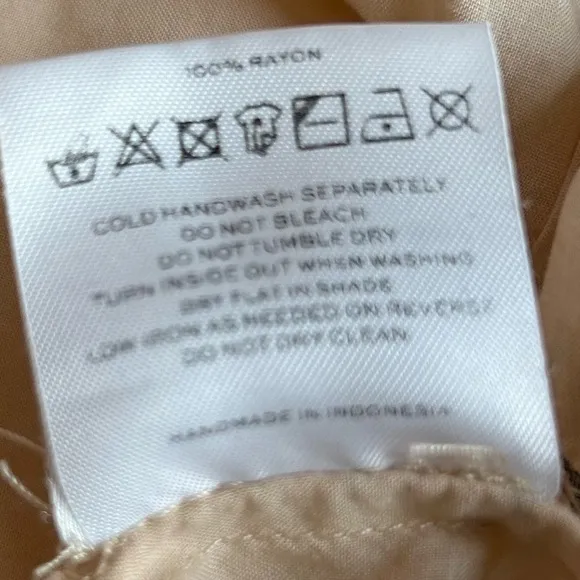 100% RAYON
COLD HANDWASH SEPARATELY
DO NOT BLEACH
DO NOT TUMBLE DRY
TURN INSIDE OUT WHEN WASHING
DRY FLAT IN SHADE
LOW IRON AS NEEDED ON REVERSE
DO NOT DRY CLEAN
HANDMADE IN INDONESIA